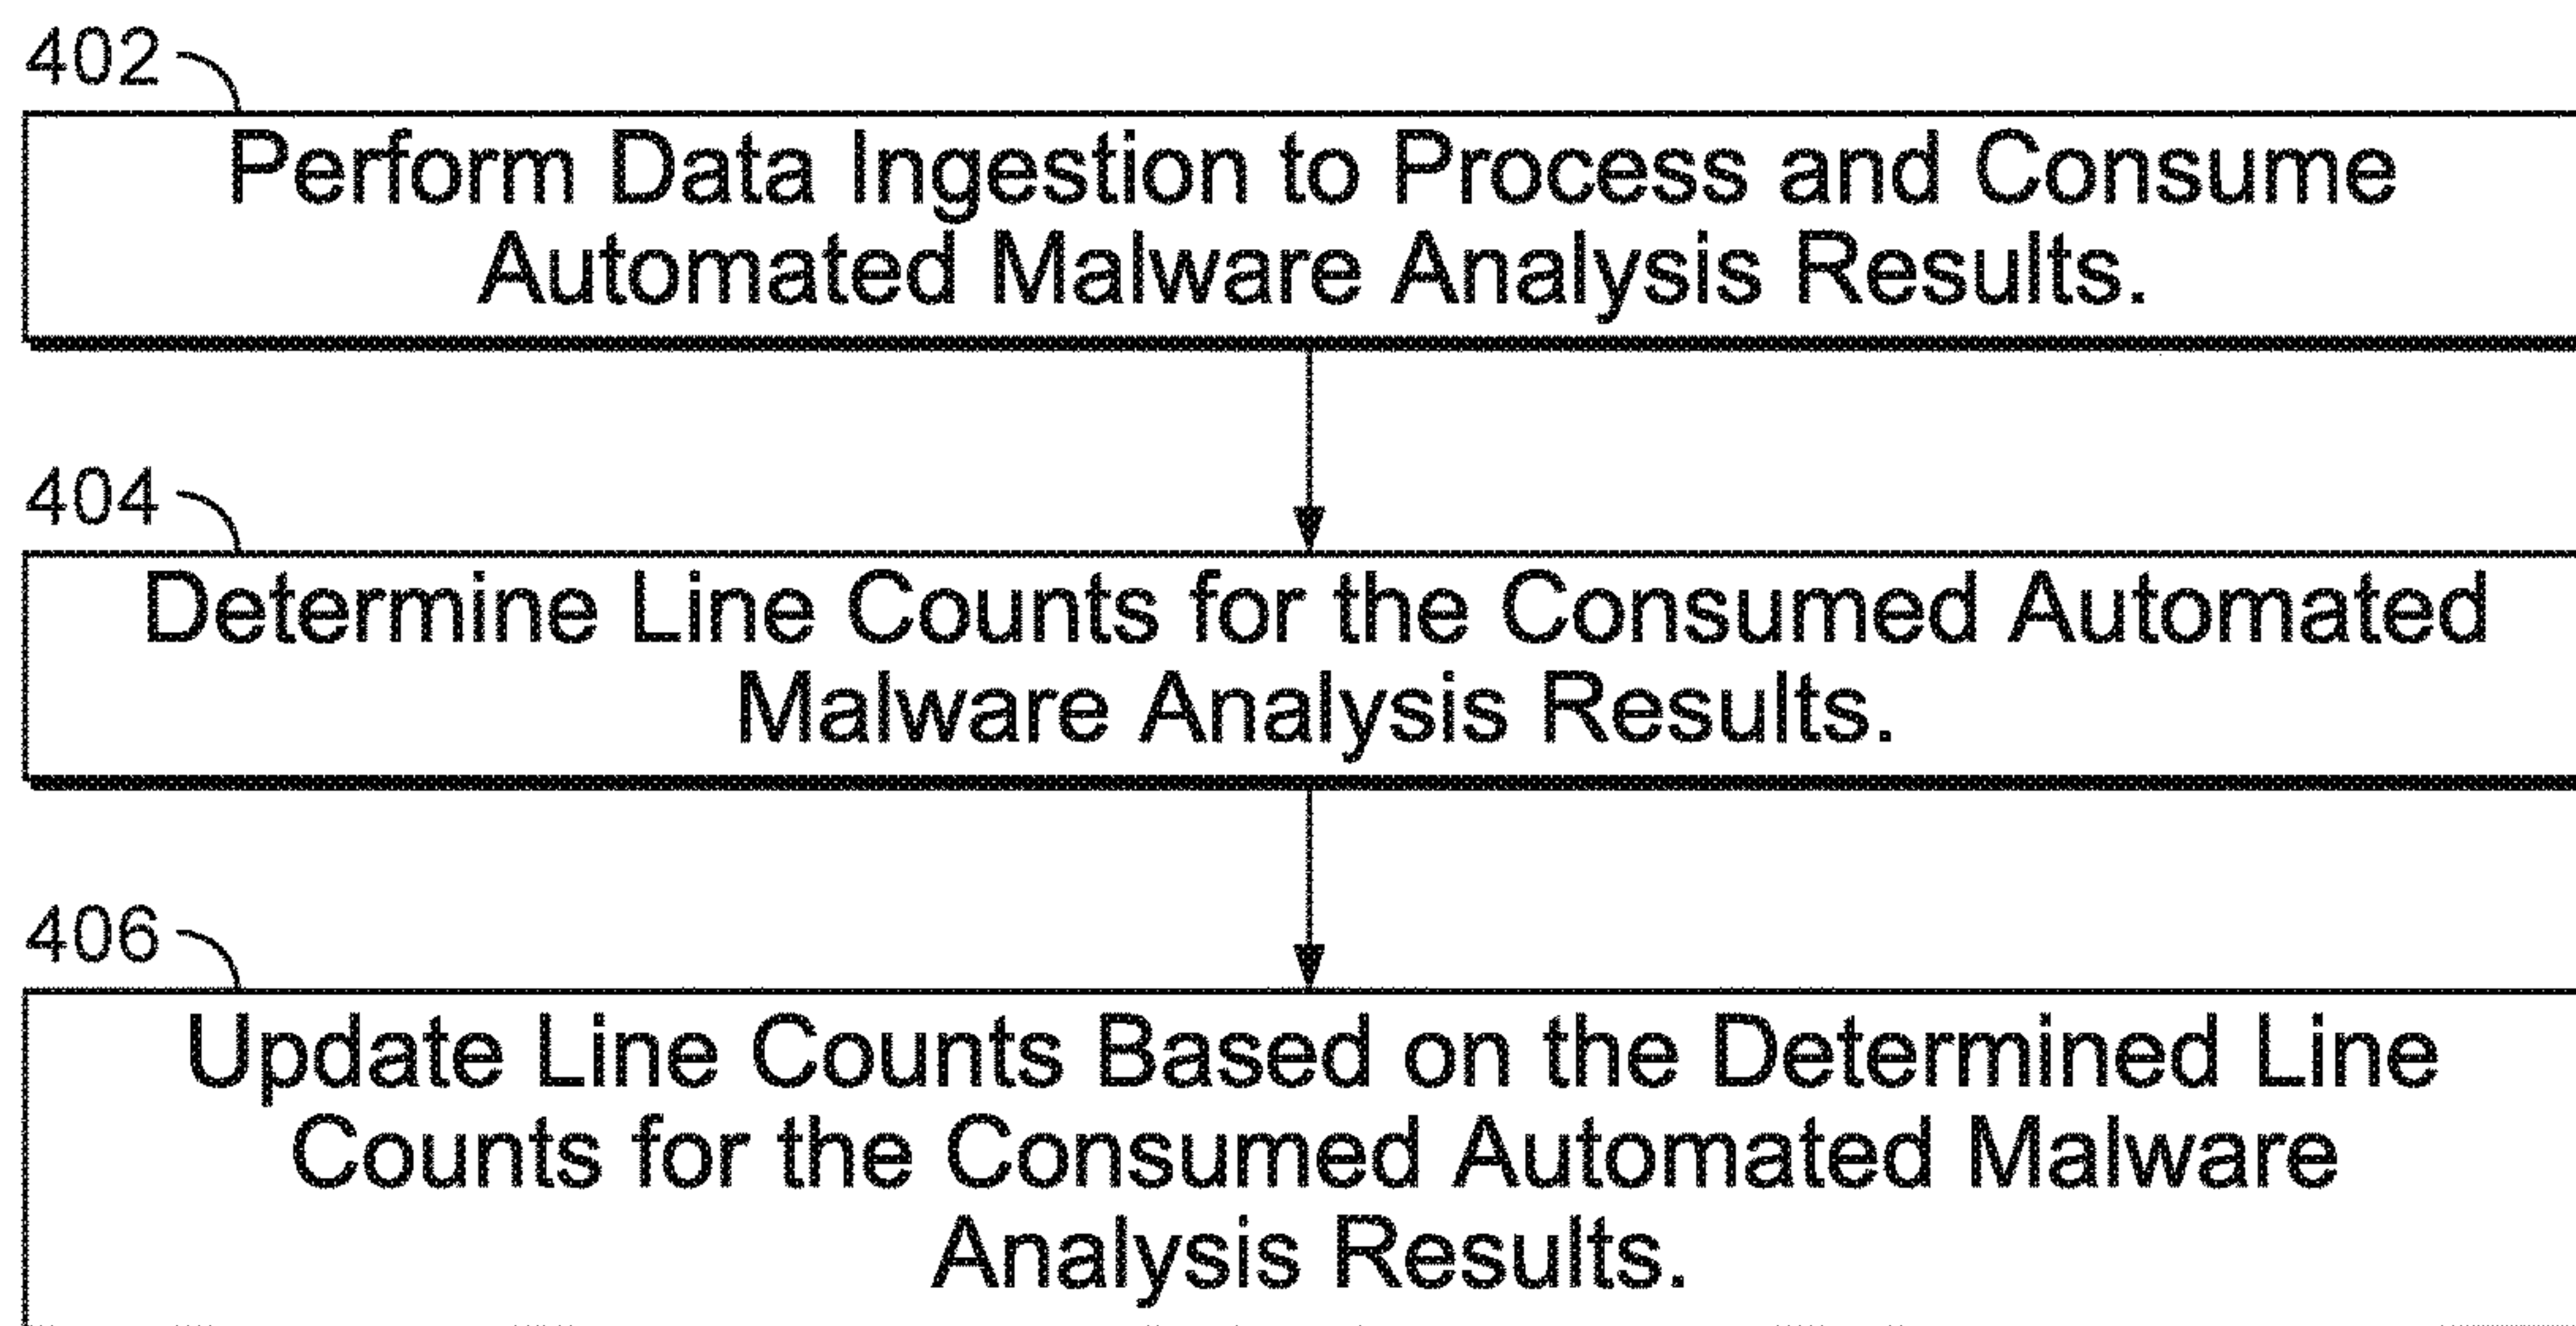 402
Perform Data Ingestion to Process and Consume
Automated Malware Analysis Results.
404
Determine Line Counts for the Consumed Automated
Malware Analysis Results.
406
Update Line Counts Based on the Determined Line
Counts for the Consumed Automated Malware
Analysis Results.